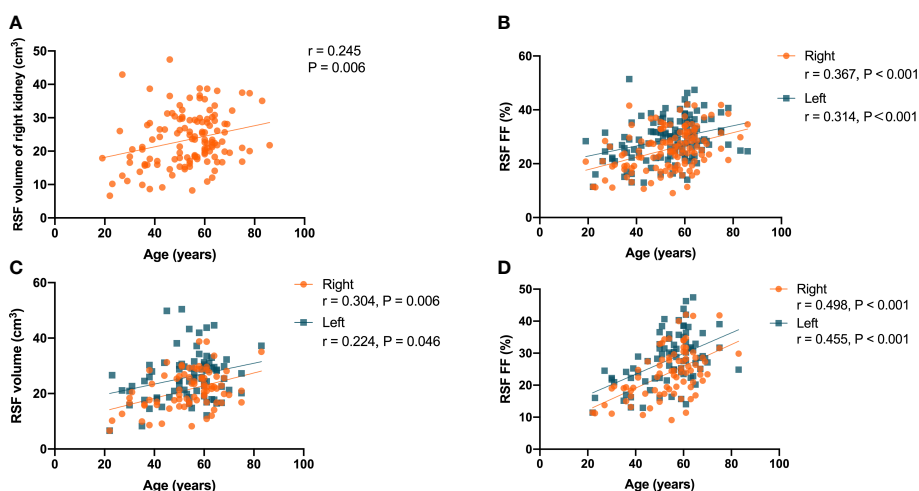 A
r = 0.245
P = 0.006
RSF volume of right kidney (cm³)
50
40
30
20
10
0
0 20 40 60 80 100
Age (years)
B
Right
r = 0.367, P < 0.001
Left
r = 0.314, P < 0.001
RSF FF (%)
60
40
20
0
0 20 40 60 80 100
Age (years)
C
Right
r = 0.304, P = 0.006
Left
r = 0.224, P = 0.046
RSF volume (cm³)
60
40
20
0
0 20 40 60 80 100
Age (years)
D
Right
r = 0.498, P < 0.001
Left
r = 0.455, P < 0.001
RSF FF (%)
50
40
30
20
10
0
0 20 40 60 80 100
Age (years)